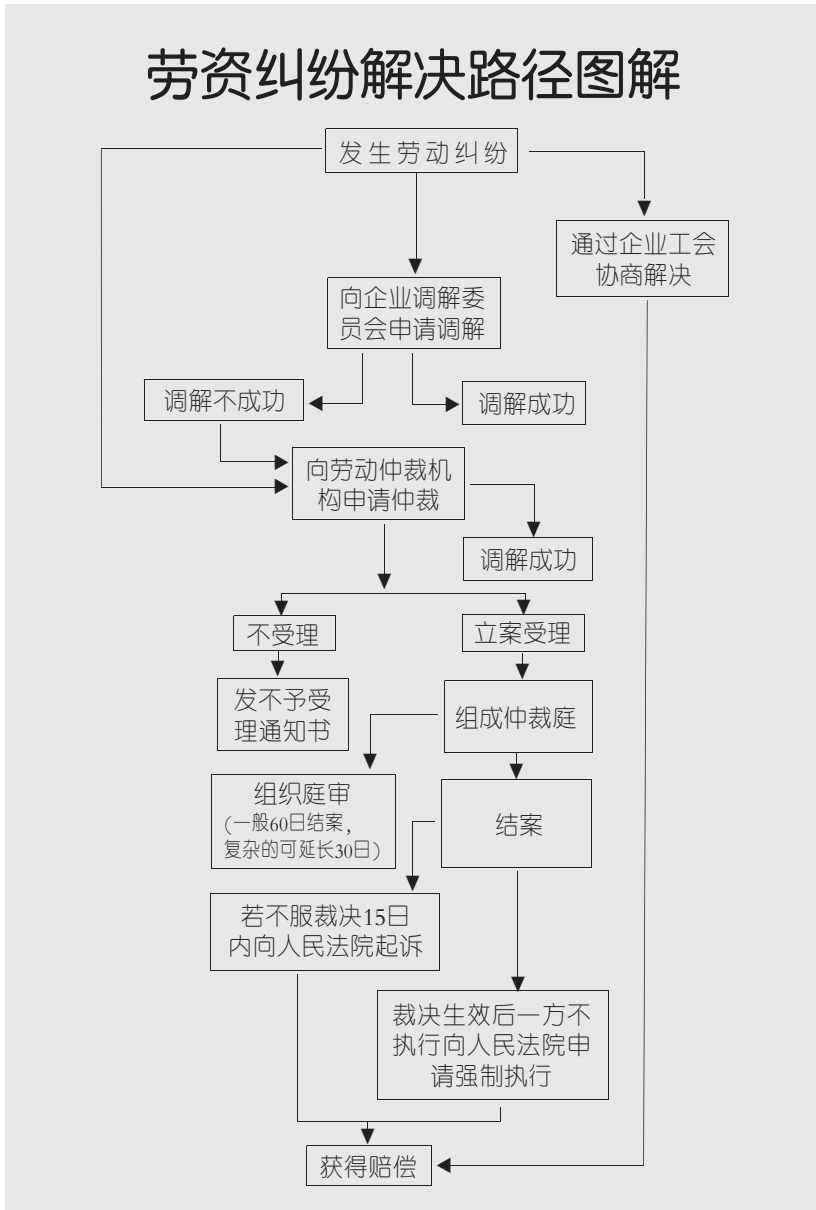 劳资纠纷解决路径图解
发生劳动纠纷
通过企业工会
协商解决
向企业调解委
员会申请调解
调解不成功
调解成功
向劳动仲裁机
构申请仲裁
调解成功
不受理
立案受理
发不予受
理通知书
组成仲裁庭
组织庭审
(一般60日结案,
复杂的可延长30日)
结案
若不服裁决15日
内向人民法院起诉
裁决生效后一方不
执行向人民法院申
请强制执行
获得赔偿